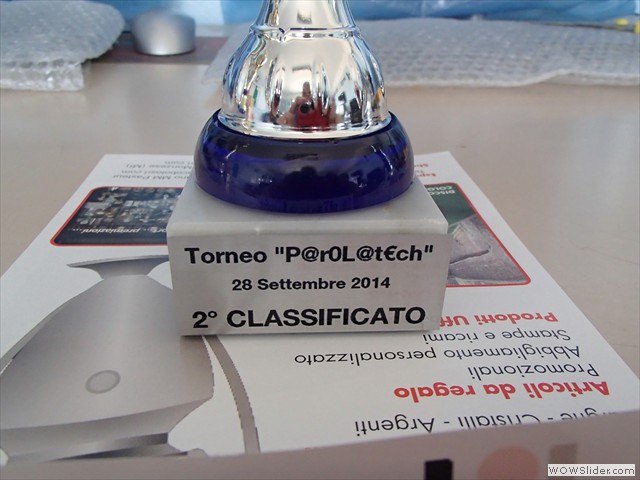 Torneo "P@r0L@t€ch"
28 Settembre 2014
2° CLASSIFICATO
Prodotti Uff
Stampe e ricami
Abbigliamento personalizzato
Promozionali
Articoli da regalo
Cristalli - Argenti
WOWSlider.com